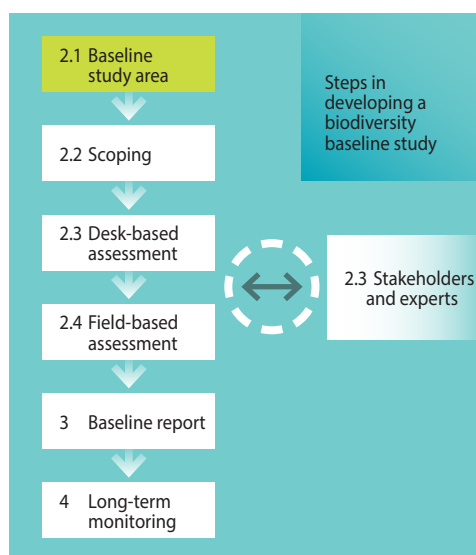 2.1 Baseline
study area
Steps in
developing a
biodiversity
baseline study
2.2 Scoping
2.3 Desk-based
assessment
2.3 Stakeholders
and experts
2.4 Field-based
assessment
3 Baseline report
4 Long-term
monitoring